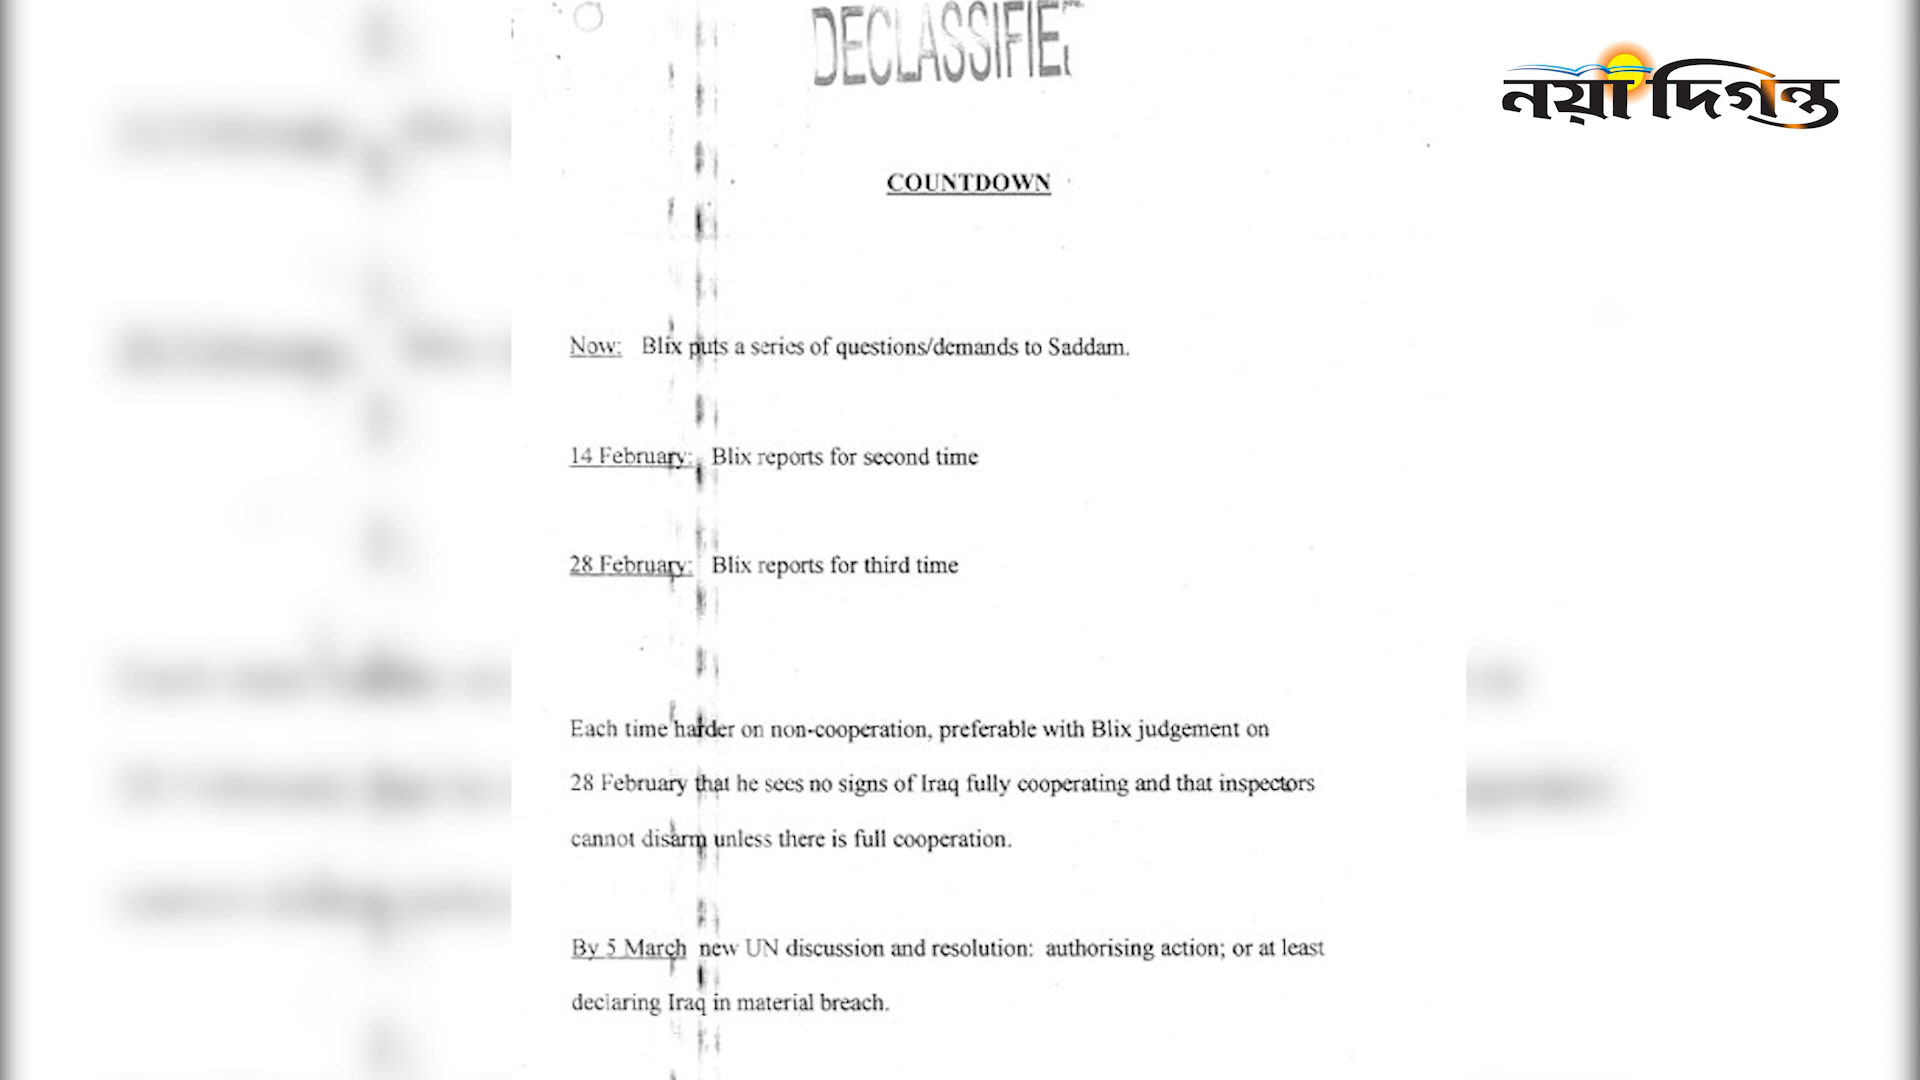 DECLASSIFIED
নয়া দিগন্ত
COUNTDOWN
Now: Blix puts a series of questions/demands to Saddam.
14 February: Blix reports for second time
28 February: Blix reports for third time
Each time harder on non-cooperation, preferable with Blix judgement on
28 February that he sees no signs of Iraq fully cooperating and that inspectors
cannot disarm unless there is full cooperation.
By 5 March new UN discussion and resolution: authorising action; or at least
declaring Iraq in material breach.